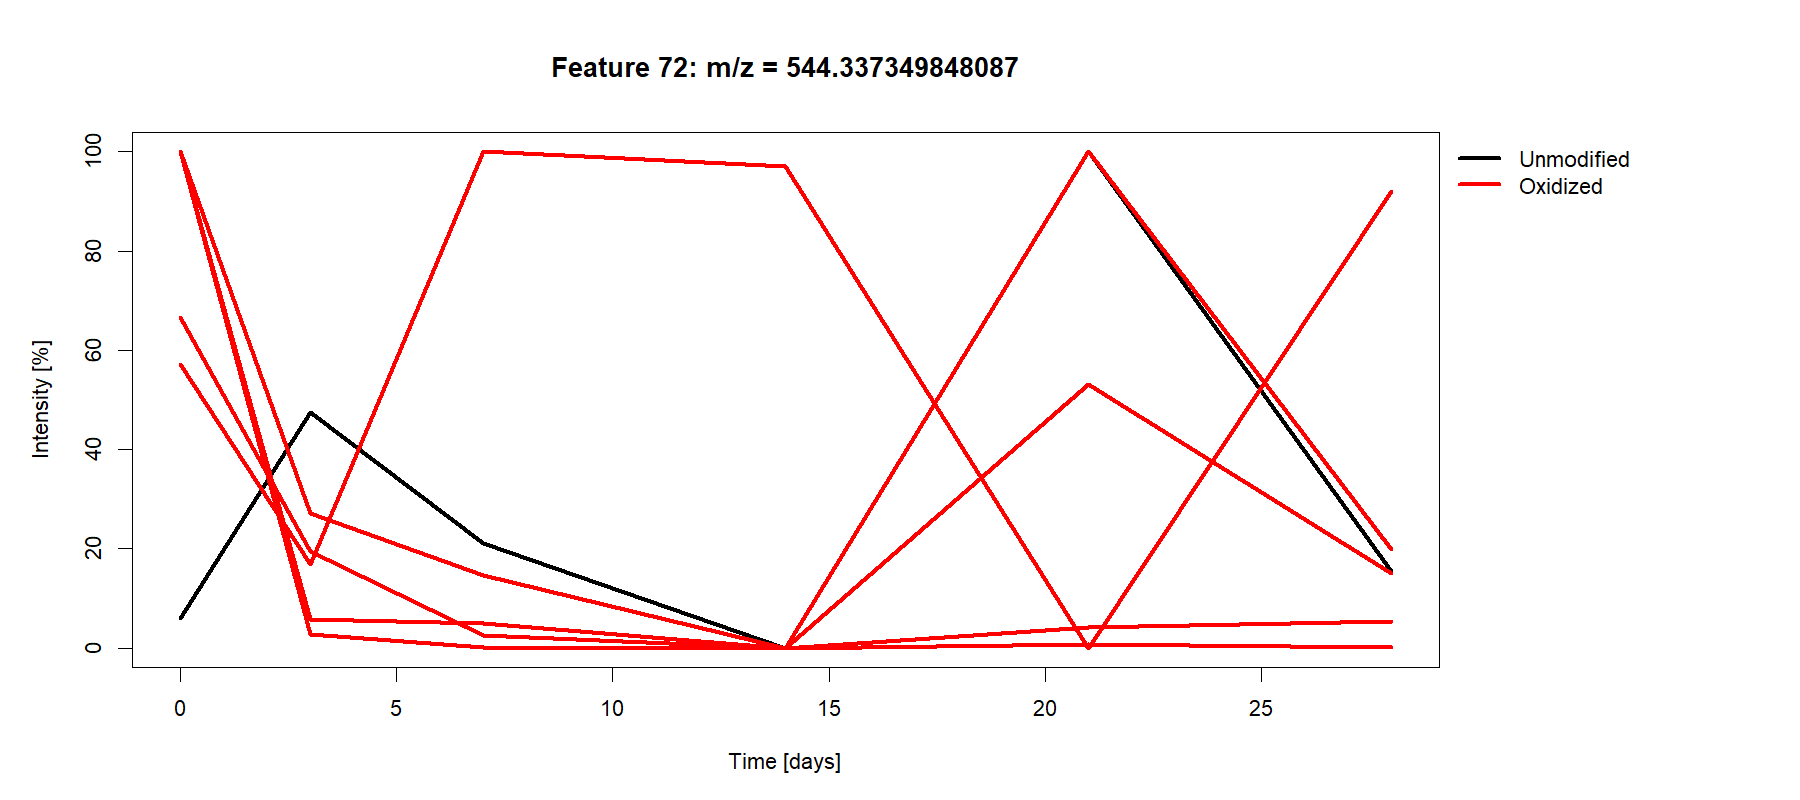 Feature 72: m/z = 544.337349848087
Unmodified
Oxidized
100
80
60
40
20
0
Intensity [%]
0 5 10 15 20 25
Time [days]